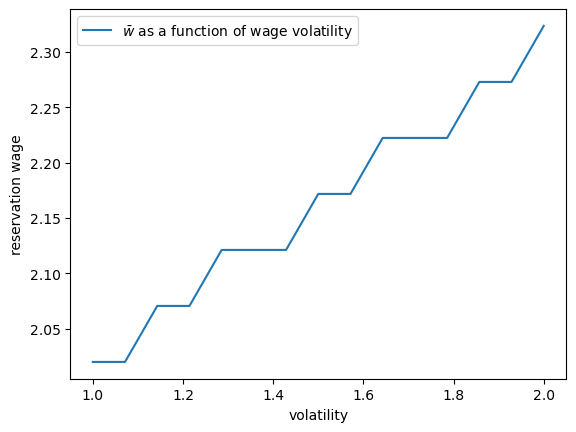 w̄ as a function of wage volatility
2.30
2.25
2.20
2.15
2.10
2.05
reservation wage
1.0 1.2 1.4 1.6 1.8 2.0
volatility